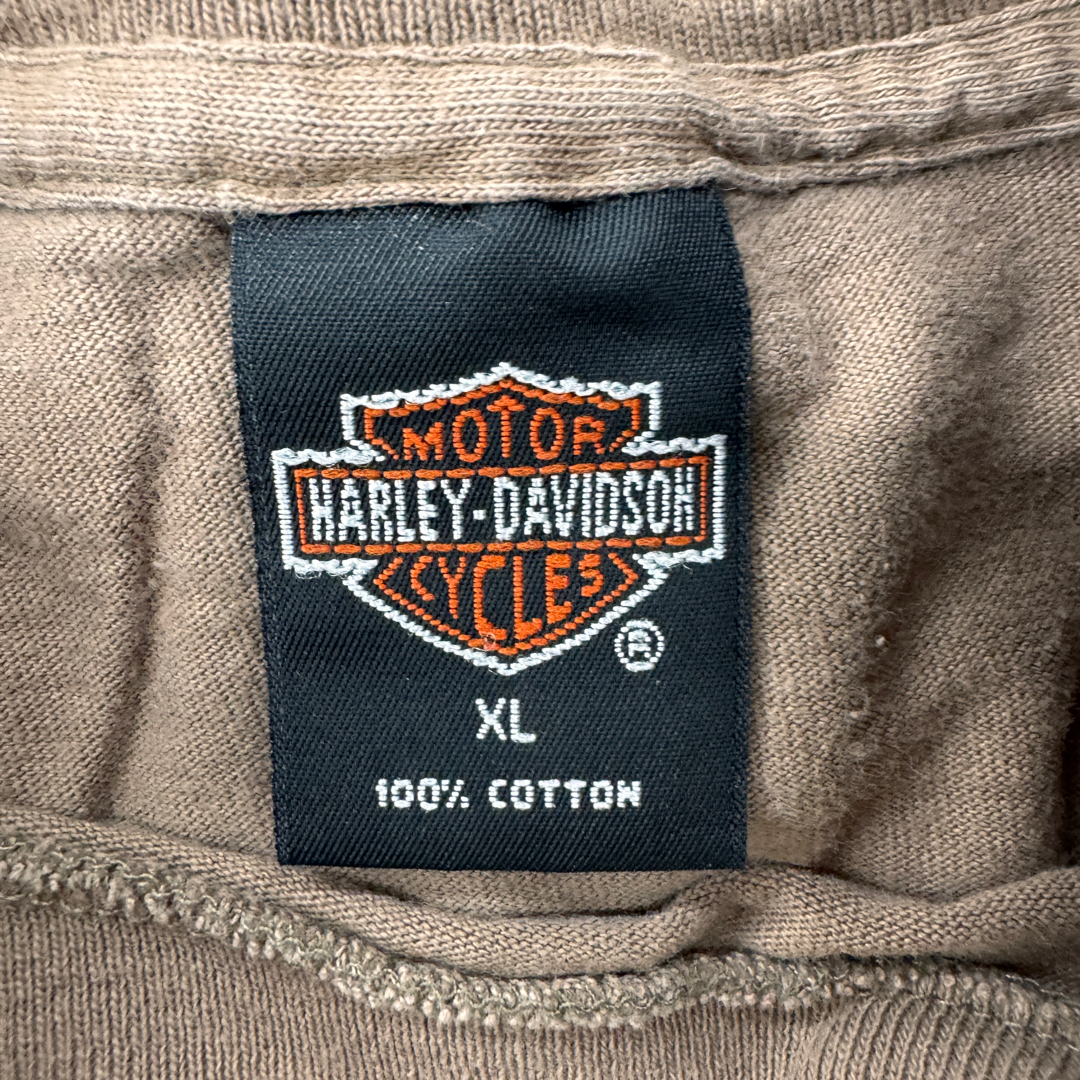 MOTOR
HARLEY-DAVIDSON
CYCLES
®
XL
100% COTTON